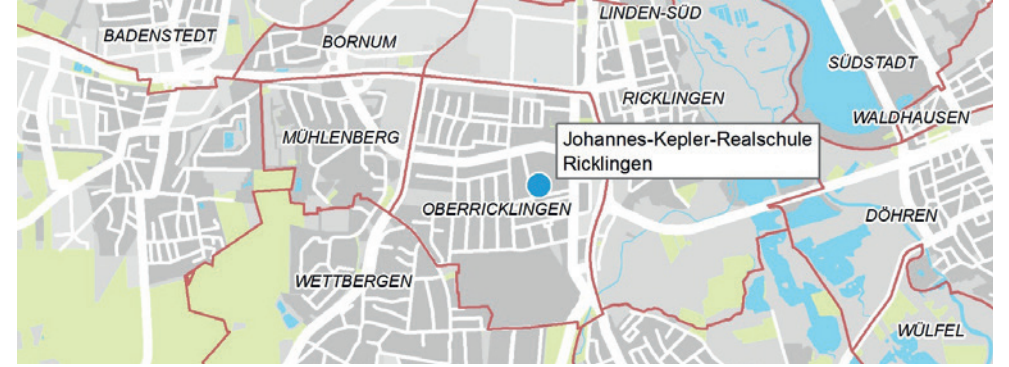 LINDEN-SÜD
BADENSTEDT
BORNUM
SÜDSTADT
RICKLINGEN
WALDHAUSEN
MÜHLENBERG
Johannes-Kepler-Realschule
Ricklingen
OBERRICKLINGEN
DÖHREN
WETTBERGEN
WÜLFEL